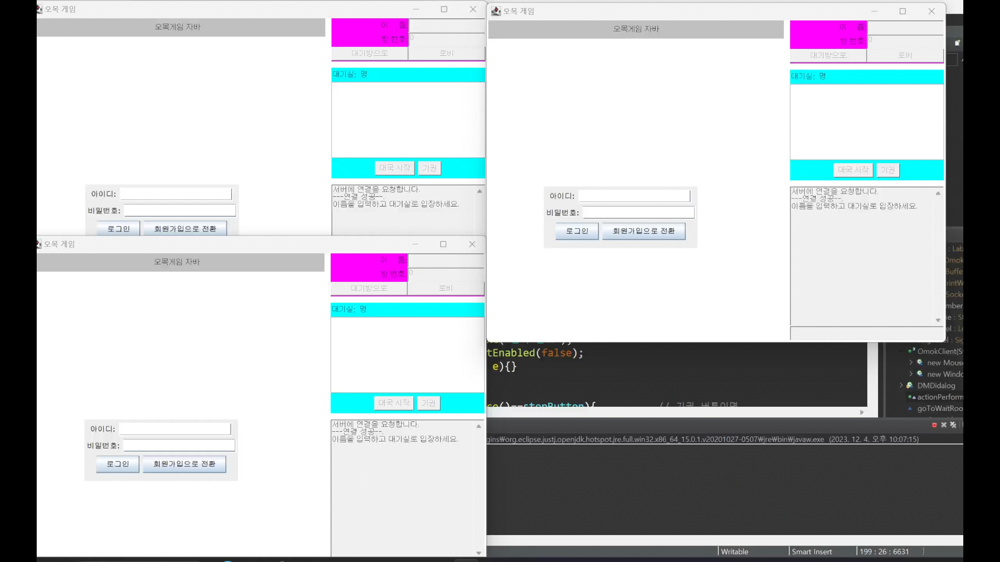 오목 게임
오목게임 자바
이 름:
방 번호: 0
대기방으로 로비
대기실: 명
대국 시작 기권
아이디:
비밀번호:
로그인 회원가입으로 전환
서버에 연결을 요청합니다.
---연결 성공--.
이름을 입력하고 대기실로 입장하세요.
오목 게임
오목게임 자바
이 름:
방 번호: 0
대기방으로 로비
대기실: 명
대국 시작 기권
아이디:
비밀번호:
로그인 회원가입으로 전환
서버에 연결을 요청합니다.
---연결 성공--.
이름을 입력하고 대기실로 입장하세요.
오목 게임
오목게임 자바
이 름:
방 번호: 0
대기방으로 로비
대기실: 명
대국 시작 기권
아이디:
비밀번호:
로그인 회원가입으로 전환
서버에 연결을 요청합니다.
---연결 성공--.
이름을 입력하고 대기실로 입장하세요.
tEnabled(false);
e){}
ce()==stopButton){ // 기권 버튼이면
: Lab
Omok
Buffe
rintW
Socke
mber
e : St
el : Lo
el : Sig
OmokClient(S
new Mouse
new Windo
DMDidalog
actionPerform
goToWaitRoo
gins₩org.eclipse.justj.openjdk.hotspot.jre.full.win32.x86_64_15.0.1.v20201027-0507₩jre₩bin₩javaw.exe (2023. 12. 4. 오후 10:07:15)
Writable Smart Insert 199 : 26 : 6631